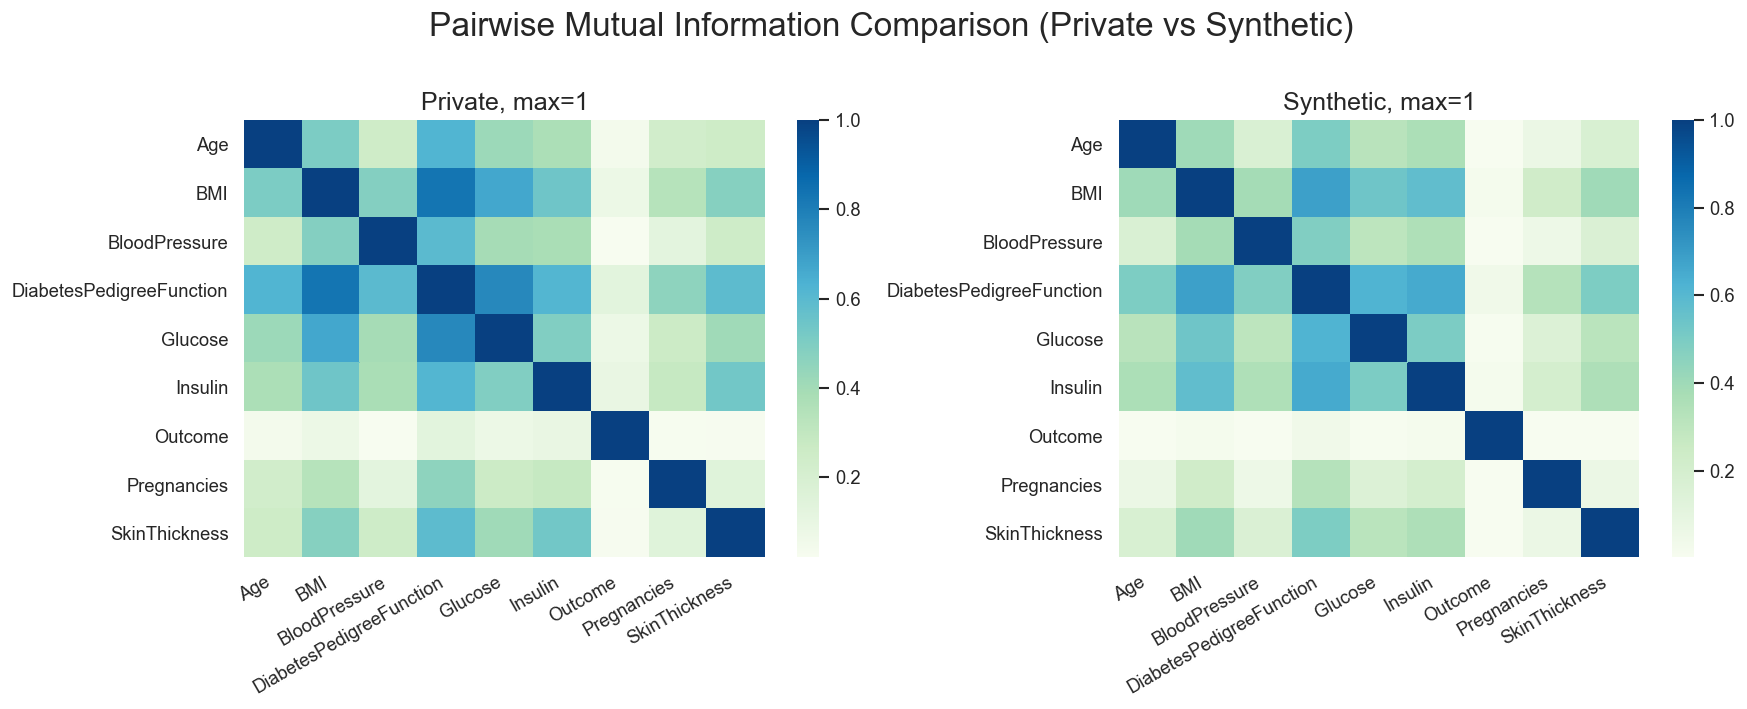 Pairwise Mutual Information Comparison (Private vs Synthetic)
Private, max=1
Age
BMI
BloodPressure
DiabetesPedigreeFunction
Glucose
Insulin
Outcome
Pregnancies
SkinThickness
Age
BMI
BloodPressure
DiabetesPedigreeFunction
Glucose
Insulin
Outcome
Pregnancies
SkinThickness
1.0
0.8
0.6
0.4
0.2
Synthetic, max=1
Age
BMI
BloodPressure
DiabetesPedigreeFunction
Glucose
Insulin
Outcome
Pregnancies
SkinThickness
Age
BMI
BloodPressure
DiabetesPedigreeFunction
Glucose
Insulin
Outcome
Pregnancies
SkinThickness
1.0
0.8
0.6
0.4
0.2